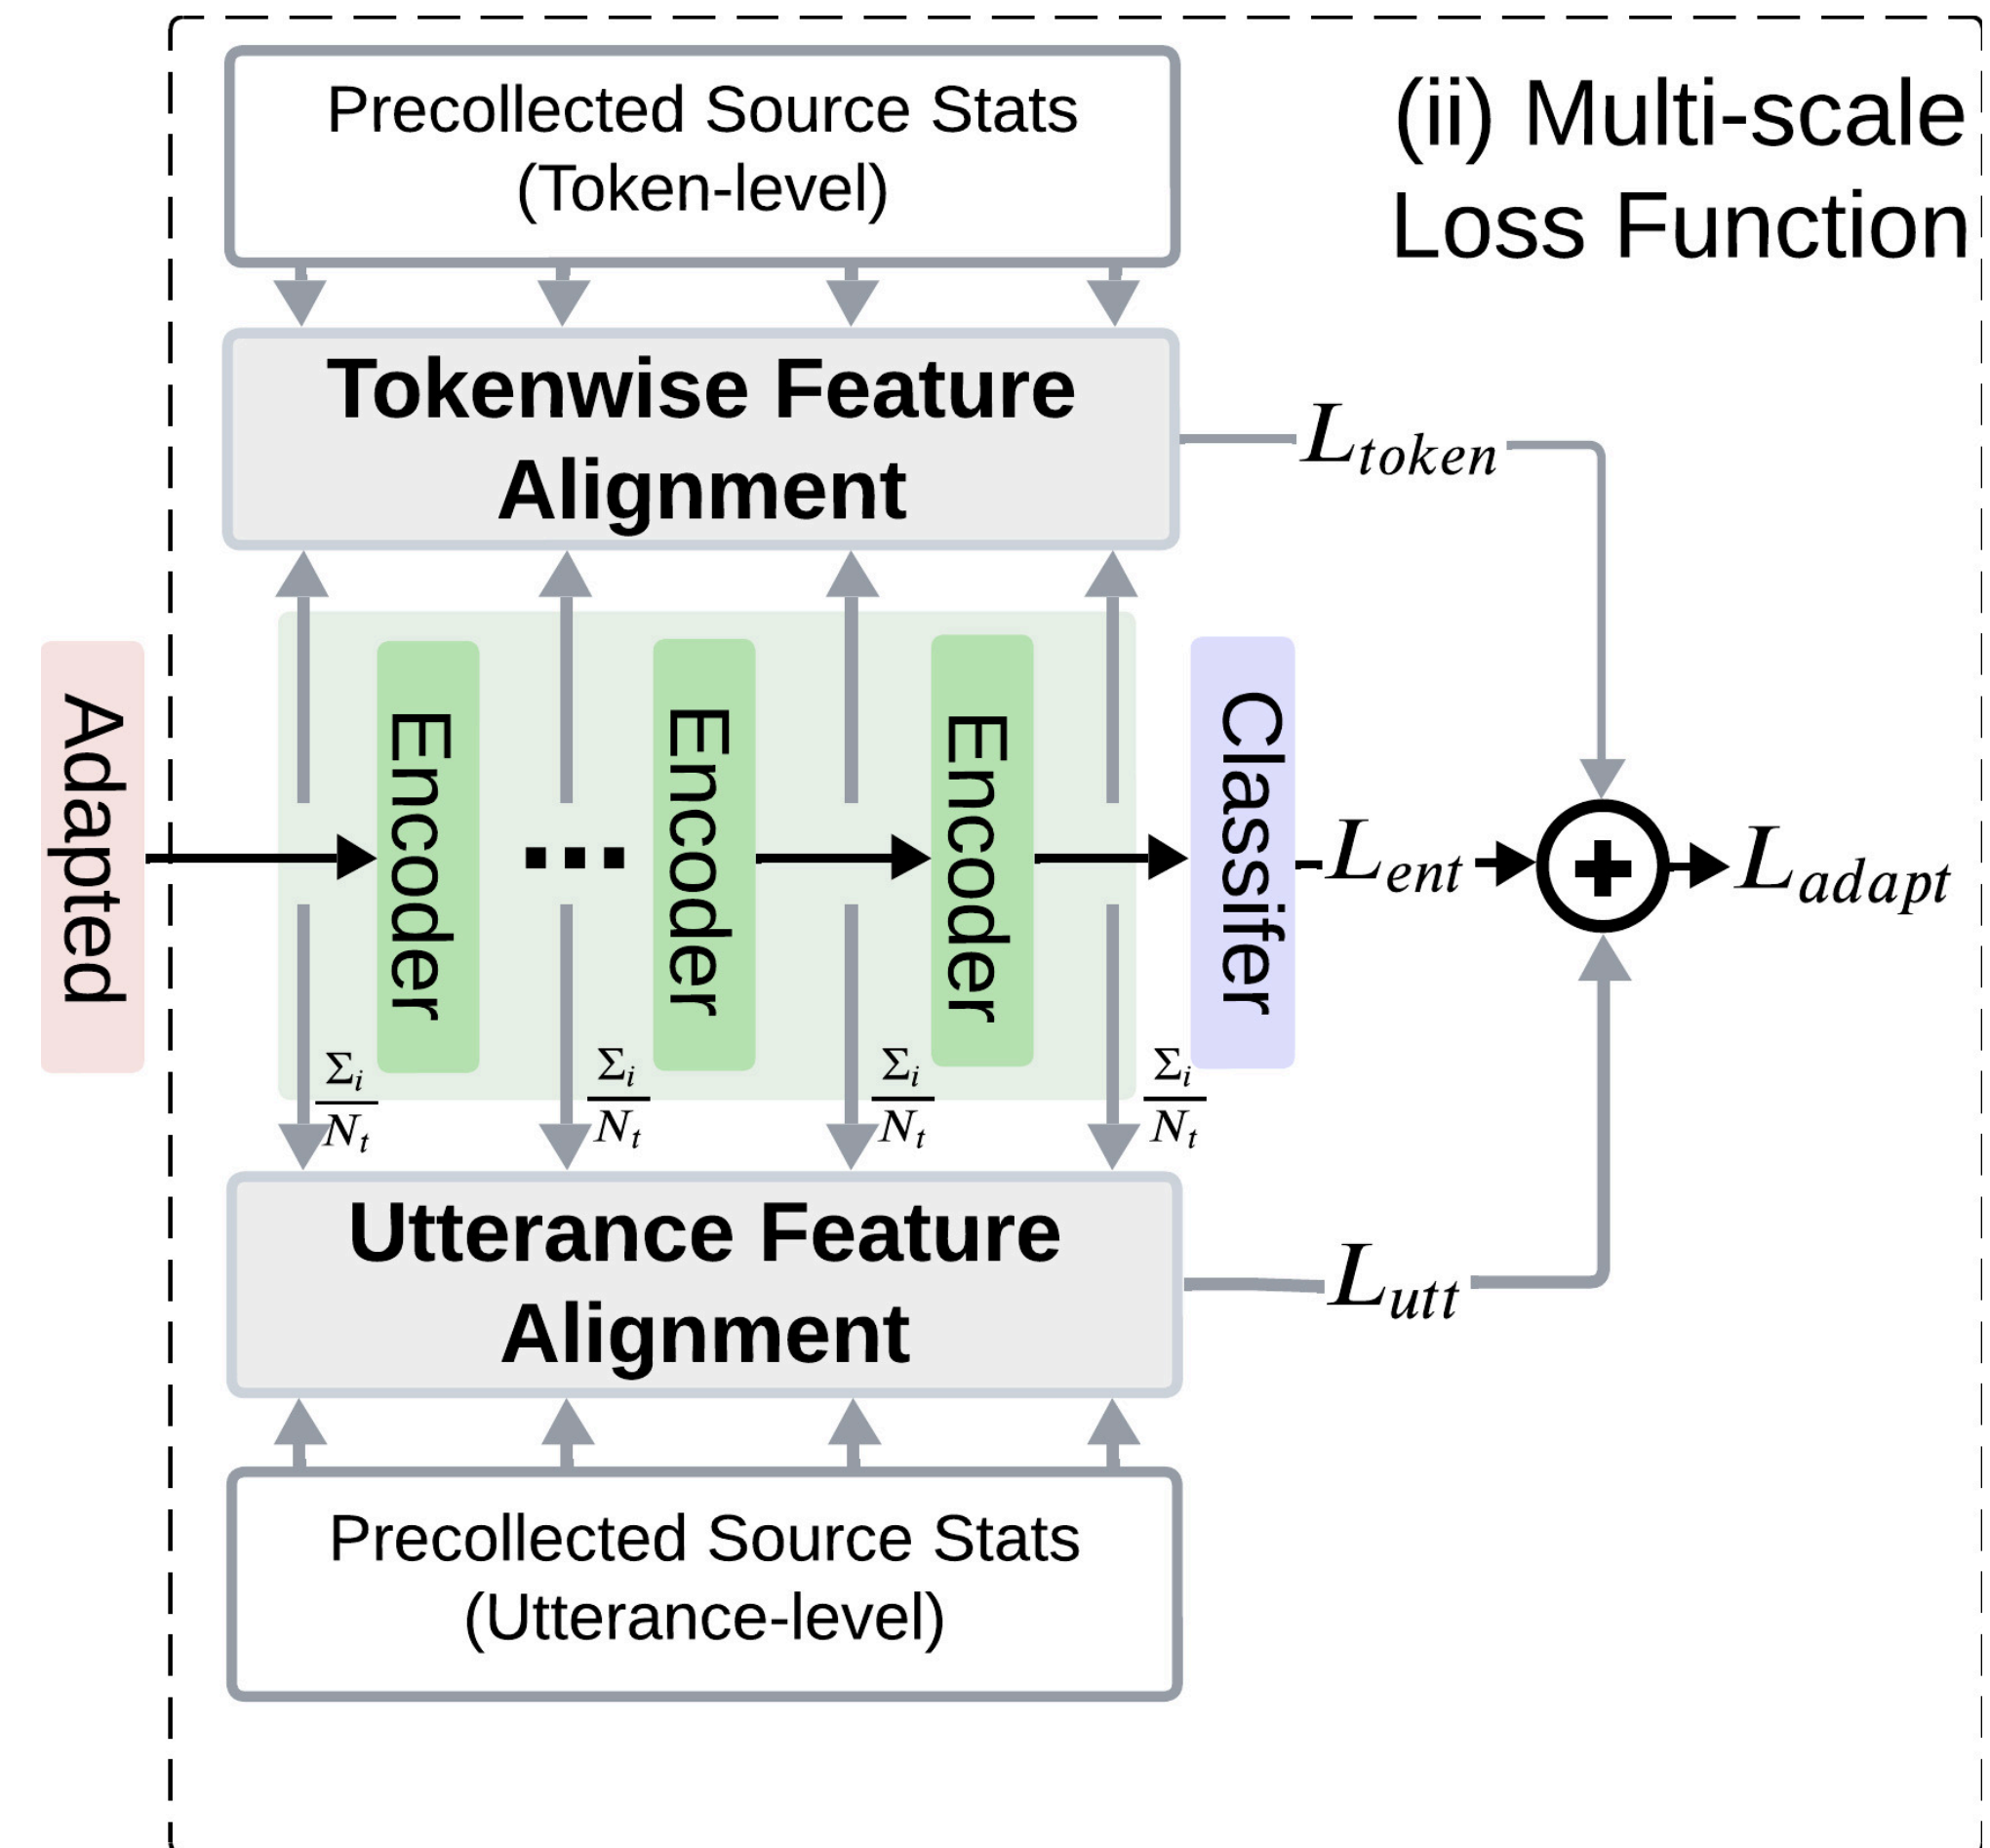 Precollected Source Stats
(Token-level)
(ii) Multi-scale
Loss Function
Tokenwise Feature
Alignment
L_token
Adapted
Encoder
...
Encoder
Encoder
Classifer
L_ent
+
L_adapt
Σ_i
N_t
Σ_i
N_t
Σ_i
N_t
Σ_i
N_t
Utterance Feature
Alignment
L_utt
Precollected Source Stats
(Utterance-level)